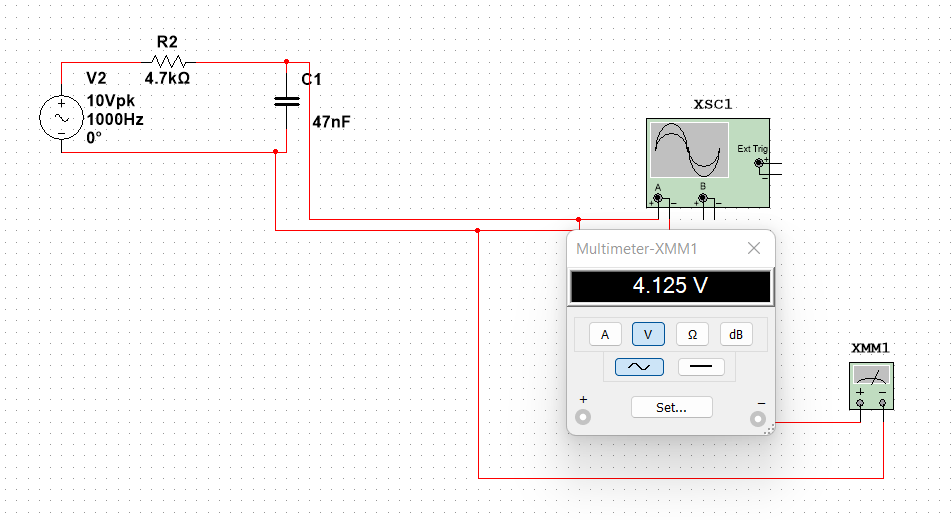 R2
4.7kΩ
V2
10Vpk
1000Hz
0°
C1
47nF
XSC1
Ext Trig
+
−
A
B
+ − + −
Multimeter-XMM1
4.125 V
A V Ω dB
Set...
+ −
XMM1
+ −